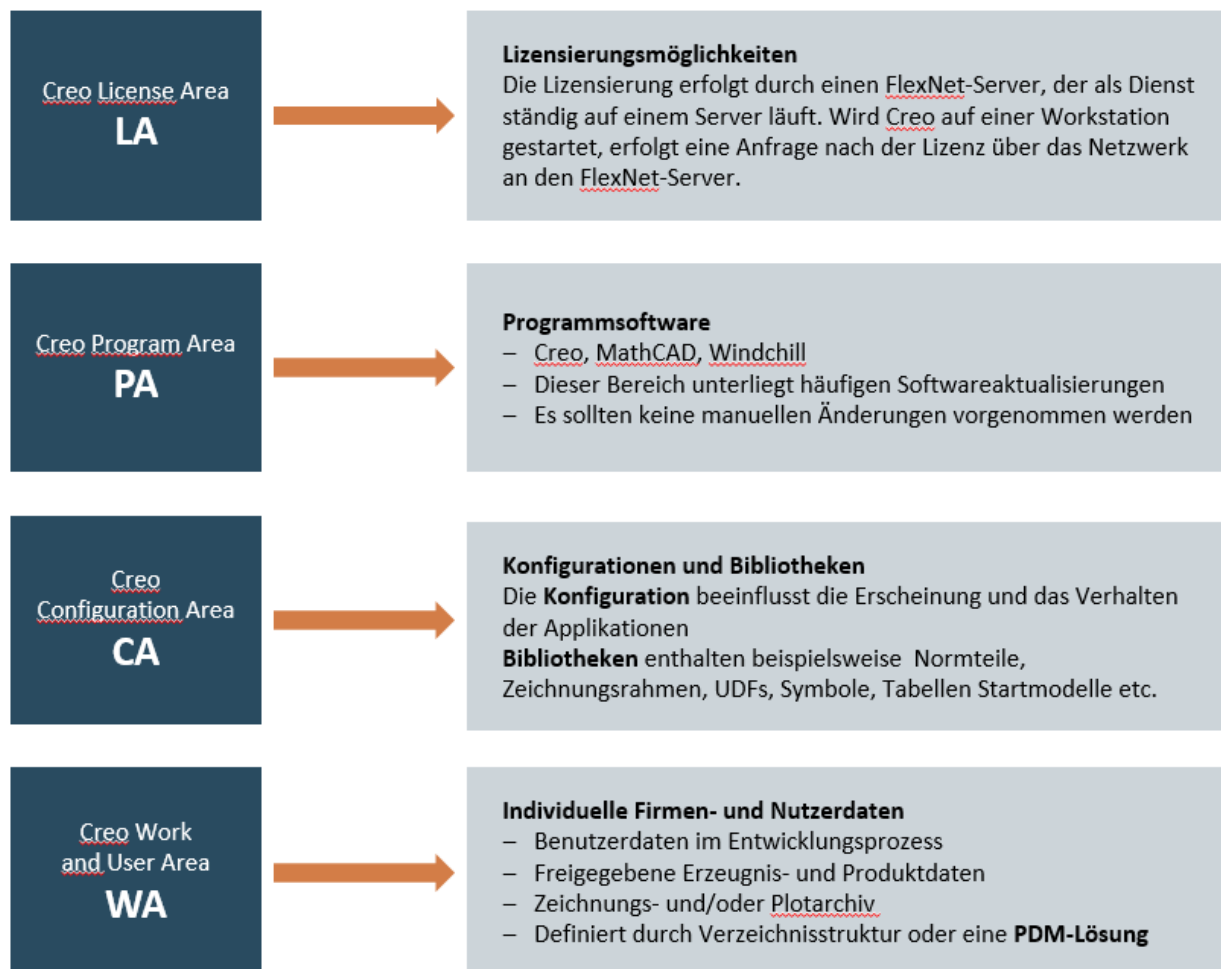 Creo License Area
LA
Lizensierungsmöglichkeiten
Die Lizensierung erfolgt durch einen FlexNet-Server, der als Dienst
ständig auf einem Server läuft. Wird Creo auf einer Workstation
gestartet, erfolgt eine Anfrage nach der Lizenz über das Netzwerk
an den FlexNet-Server.
Creo Program Area
PA
Programmsoftware
– Creo, MathCAD, Windchill
– Dieser Bereich unterliegt häufigen Softwareaktualisierungen
– Es sollten keine manuellen Änderungen vorgenommen werden
Creo
Configuration Area
CA
Konfigurationen und Bibliotheken
Die Konfiguration beeinflusst die Erscheinung und das Verhalten
der Applikationen
Bibliotheken enthalten beispielsweise  Normteile,
Zeichnungsrahmen, UDFs, Symbole, Tabellen Startmodelle etc.
Creo Work
and User Area
WA
Individuelle Firmen- und Nutzerdaten
– Benutzerdaten im Entwicklungsprozess
– Freigegebene Erzeugnis- und Produktdaten
– Zeichnungs- und/oder Plotarchiv
– Definiert durch Verzeichnisstruktur oder eine PDM-Lösung